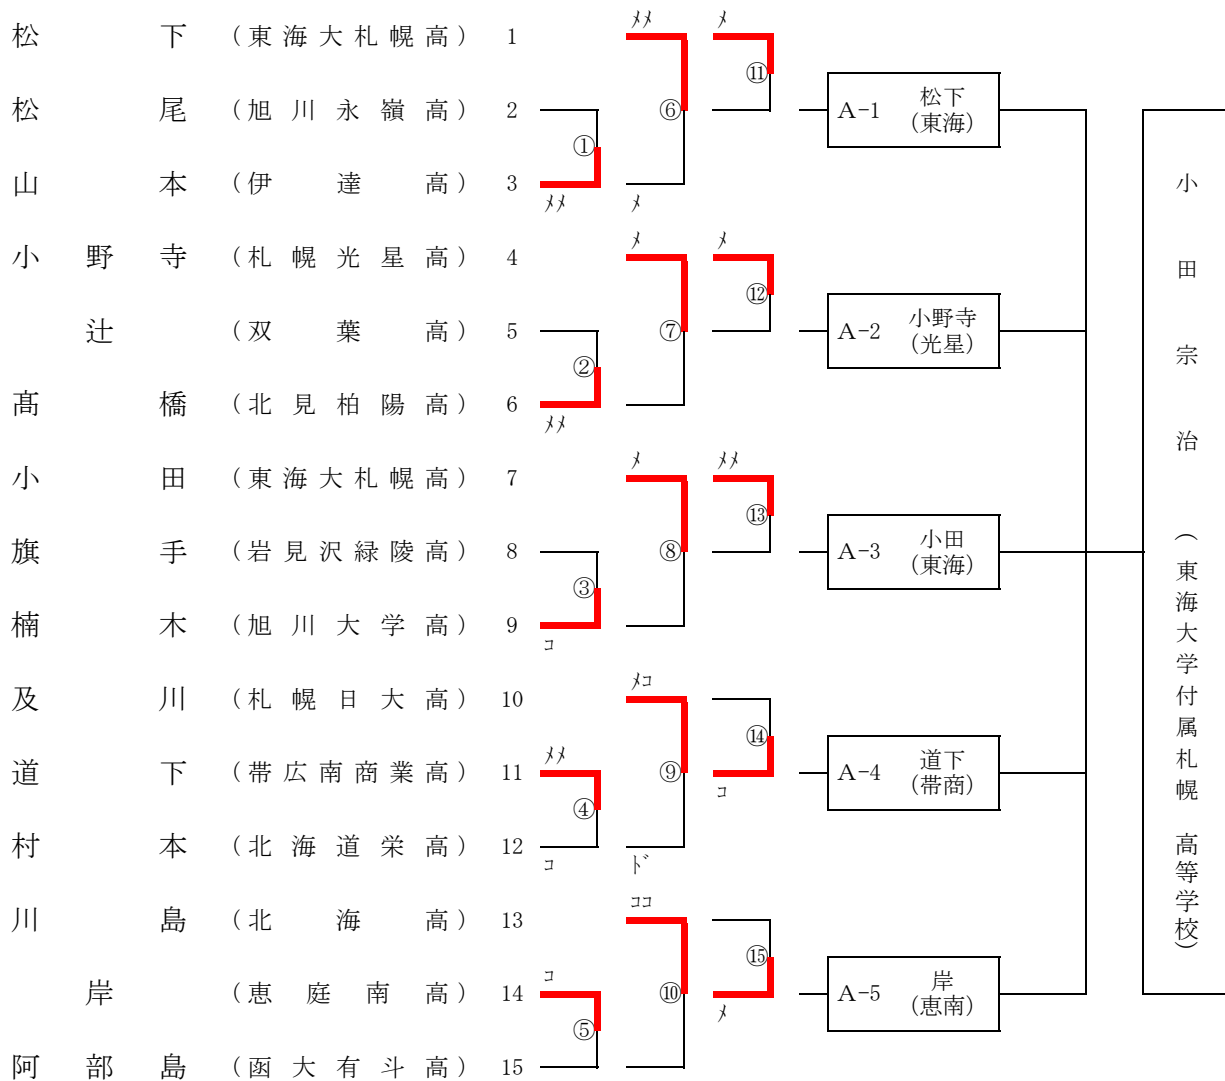 松下 (東海大札幌高) 1
メメ
メ
⑪
松尾 (旭川永嶺高) 2
①
⑥
A-1 松下
(東海)
山本 (伊達高) 3
メメ
メ
小野寺 (札幌光星高) 4
メ
メ
⑫
辻 (双葉高) 5
②
⑦
A-2 小野寺
(光星)
髙橋 (北見柏陽高) 6
メメ
小田 (東海大札幌高) 7
メ
メメ
⑬
旗手 (岩見沢緑陵高) 8
③
⑧
A-3 小田
(東海)
楠木 (旭川大学高) 9
コ
及川 (札幌日大高) 10
メコ
⑭
道下 (帯広南商業高) 11
メメ
④
⑨
コ
A-4 道下
(帯商)
村本 (北海道栄高) 12
コ
ド
川島 (北海高) 13
ココ
⑮
岸 (恵庭南高) 14
コ
⑤
⑩
メ
A-5 岸
(恵南)
阿部島 (函大有斗高) 15
小田宗治 (東海大学付属札幌高等学校)